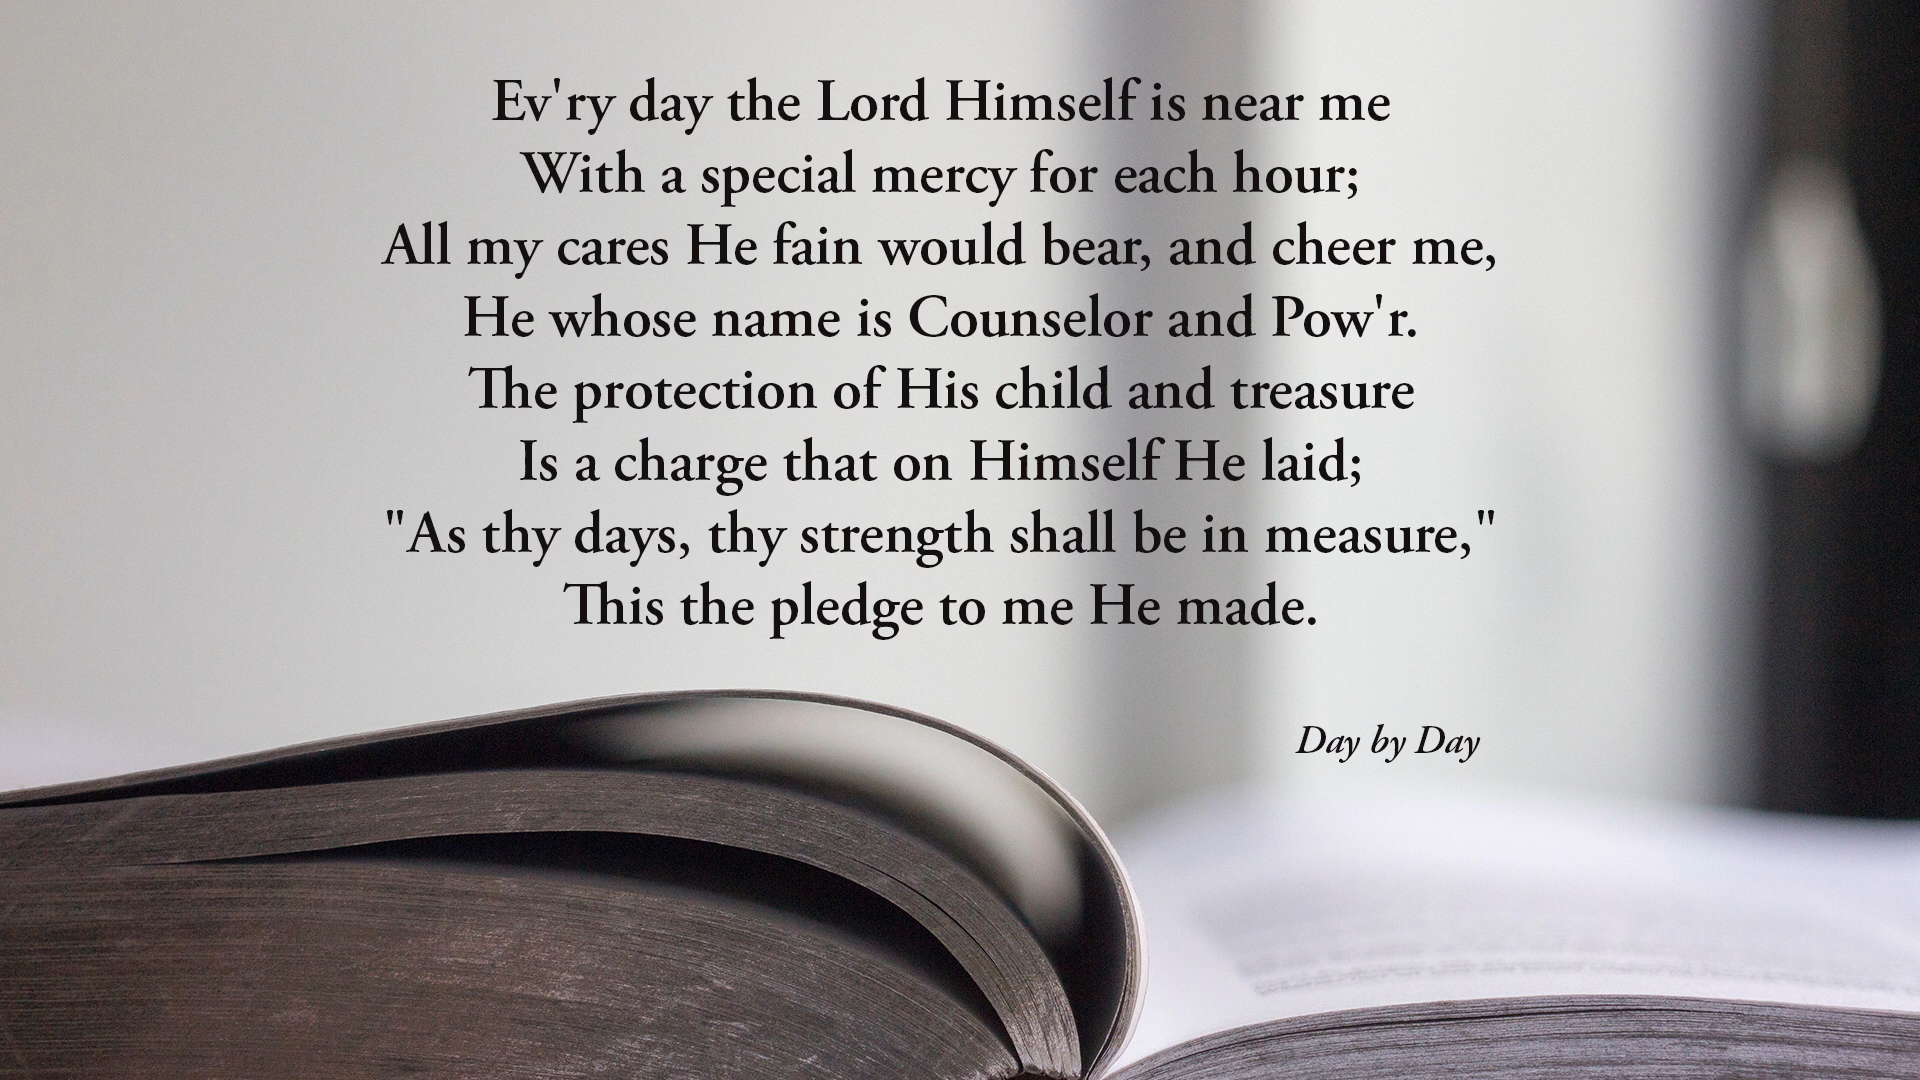 Ev'ry day the Lord Himself is near me
With a special mercy for each hour;
All my cares He fain would bear, and cheer me,
He whose name is Counselor and Pow'r.
The protection of His child and treasure
Is a charge that on Himself He laid;
"As thy days, thy strength shall be in measure,"
This the pledge to me He made.
Day by Day